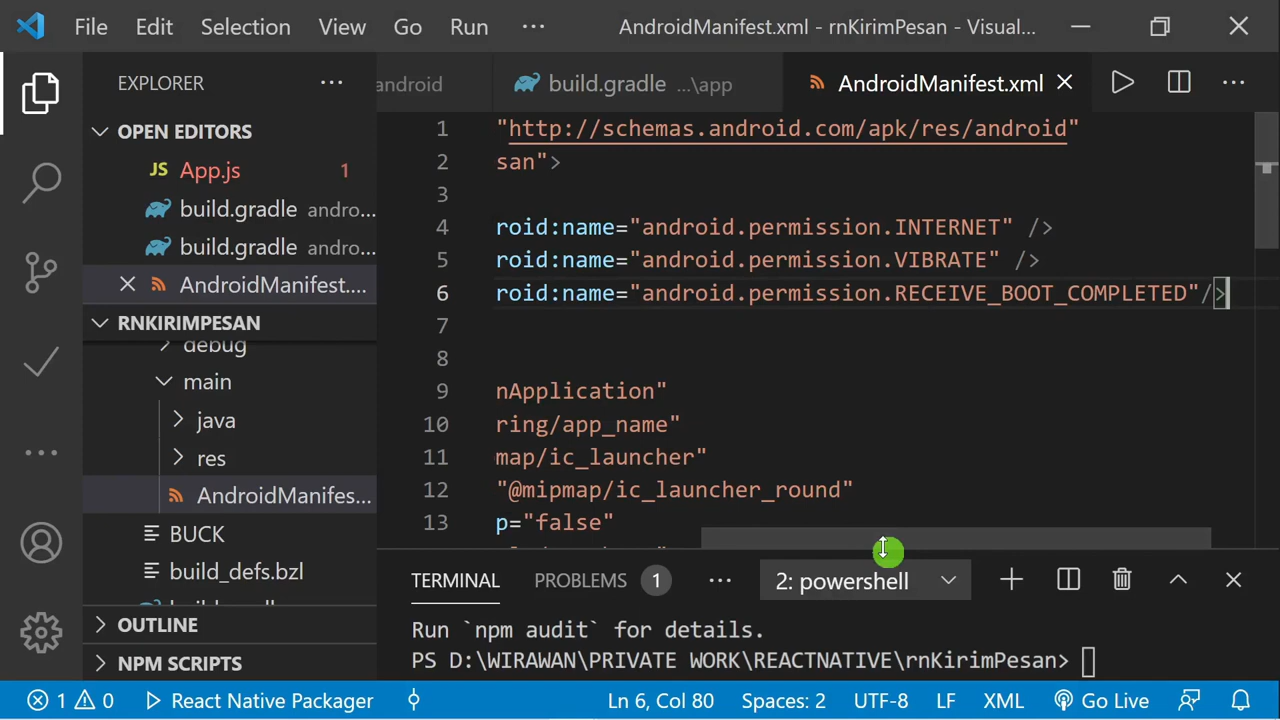 File Edit Selection View Go Run ··· AndroidManifest.xml - rnKirimPesan - Visual...
EXPLORER ···
OPEN EDITORS
JS App.js 1
build.gradle andro...
build.gradle andro...
AndroidManifest....
RNKIRIMPESAN
debug
main
java
res
AndroidManifes...
BUCK
build_defs.bzl
OUTLINE
NPM SCRIPTS
android build.gradle ...\app AndroidManifest.xml
1 "http://schemas.android.com/apk/res/android"
2 san">
3
4 roid:name="android.permission.INTERNET" />
5 roid:name="android.permission.VIBRATE" />
6 roid:name="android.permission.RECEIVE_BOOT_COMPLETED"/>
7
8
9 nApplication"
10 ring/app_name"
11 map/ic_launcher"
12 "@mipmap/ic_launcher_round"
13 p="false"
TERMINAL PROBLEMS 1 ··· 2: powershell
Run `npm audit` for details.
PS D:\WIRAWAN\PRIVATE WORK\REACTNATIVE\rnKirimPesan>
1 0 React Native Packager Ln 6, Col 80 Spaces: 2 UTF-8 LF XML Go Live